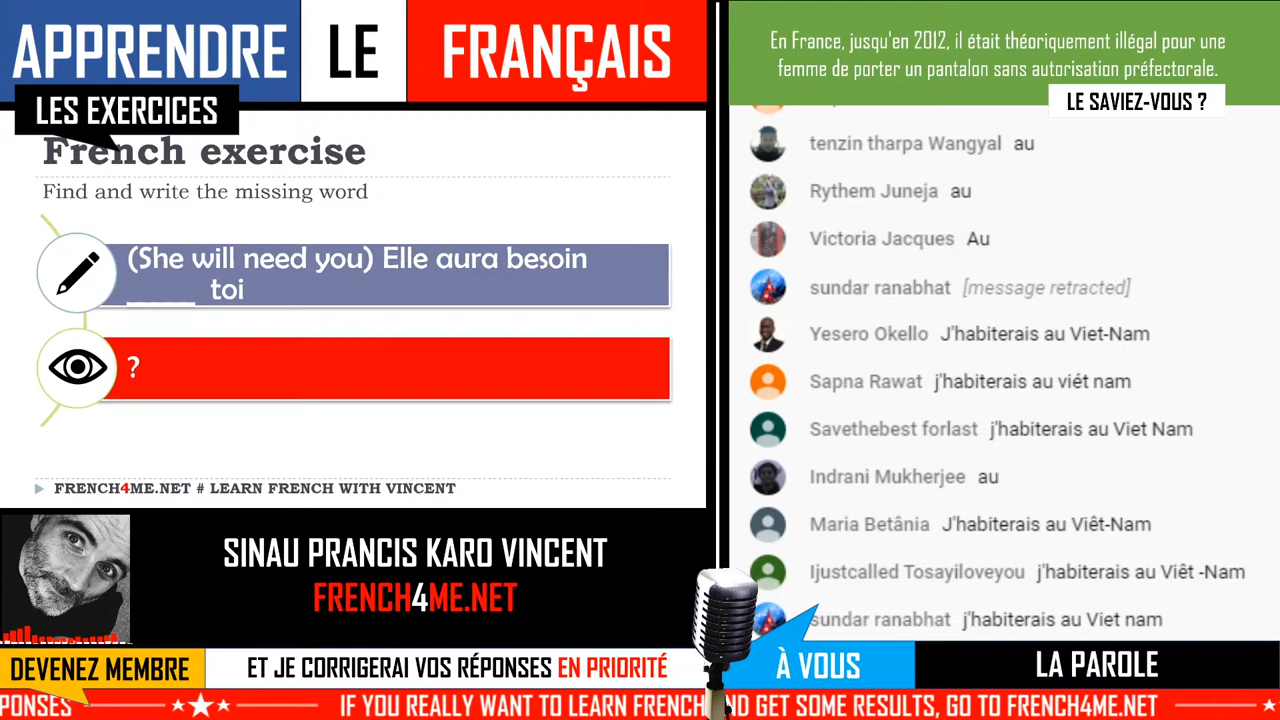 APPRENDRE LE FRANÇAIS
LES EXERCICES
French exercise
Find and write the missing word
(She will need you) Elle aura besoin
_____ toi
?
FRENCH4ME.NET # LEARN FRENCH WITH VINCENT
SINAU PRANCIS KARO VINCENT
FRENCH4ME.NET
En France, jusqu'en 2012, il était théoriquement illégal pour une
femme de porter un pantalon sans autorisation préfectorale.
LE SAVIEZ-VOUS ?
tenzin tharpa Wangyal au
Rythem Juneja au
Victoria Jacques Au
sundar ranabhat [message retracted]
Yesero Okello J'habiterais au Viet-Nam
Sapna Rawat j'habiterais au viét nam
Savethebest forlast j'habiterais au Viet Nam
Indrani Mukherjee au
Maria Betânia J'habiterais au Viêt-Nam
Ijustcalled Tosayiloveyou j'habiterais au Viêt -Nam
sundar ranabhat j'habiterais au Viet nam
DEVENEZ MEMBRE
ET JE CORRIGERAI VOS RÉPONSES EN PRIORITÉ
À VOUS
LA PAROLE
PONSES IF YOU REALLY WANT TO LEARN FRENCH AND GET SOME RESULTS, GO TO FRENCH4ME.NET